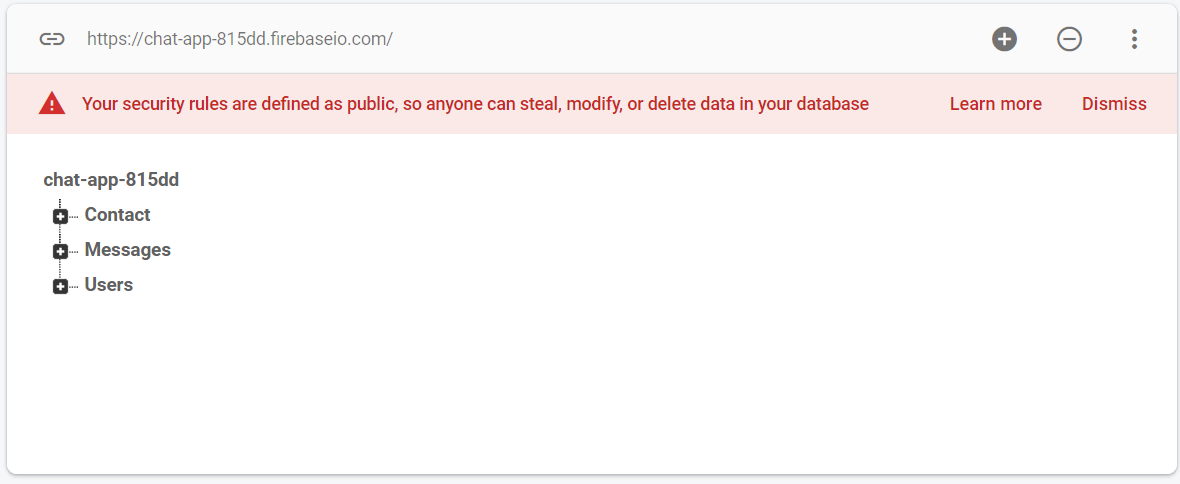 https://chat-app-815dd.firebaseio.com/
Your security rules are defined as public, so anyone can steal, modify, or delete data in your database Learn more Dismiss
chat-app-815dd
Contact
Messages
Users